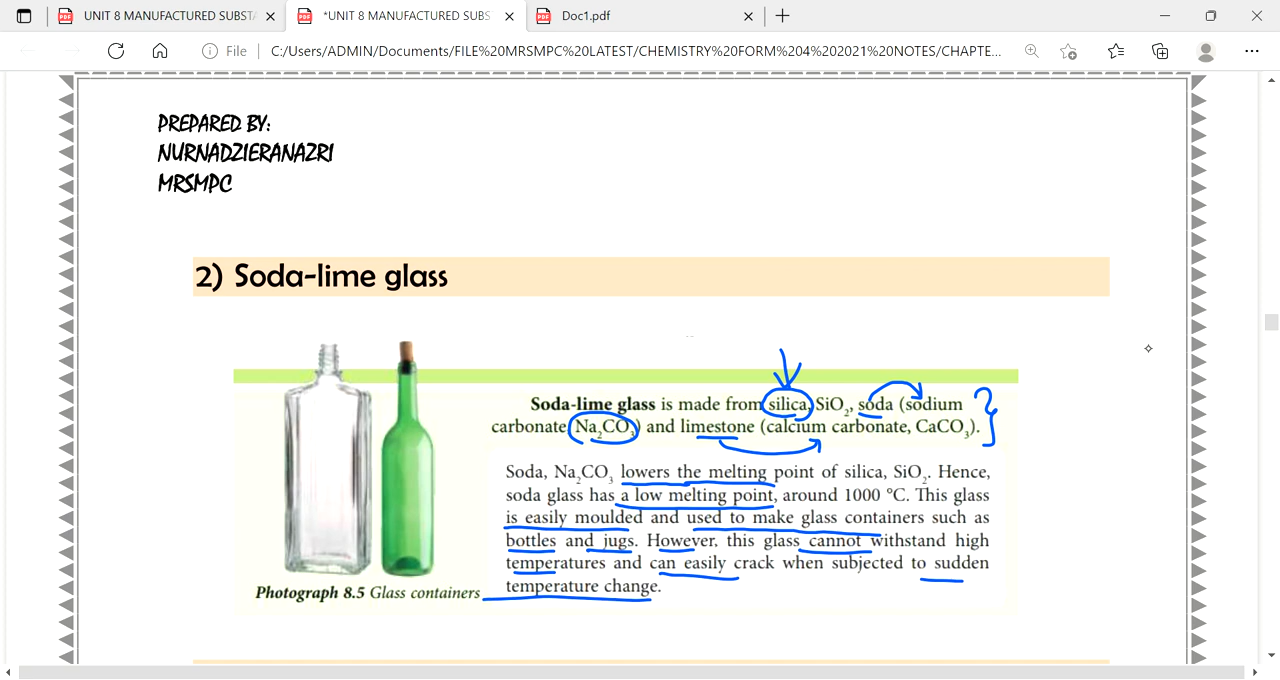 UNIT 8 MANUFACTURED SUBSTA
*UNIT 8 MANUFACTURED SUBS
Doc1.pdf
File
C:/Users/ADMIN/Documents/FILE%20MRSMPC%20LATEST/CHEMISTRY%20FORM%204%202021%20NOTES/CHAPTE...
PREPARED BY:
NURNADZIERANAZRI
MRSMPC
2) Soda-lime glass
Soda-lime glass is made from silica, SiO₂, soda (sodium
carbonate, Na₂CO₃) and limestone (calcium carbonate, CaCO₃).
Soda, Na₂CO₃ lowers the melting point of silica, SiO₂. Hence,
soda glass has a low melting point, around 1000 °C. This glass
is easily moulded and used to make glass containers such as
bottles and jugs. However, this glass cannot withstand high
temperatures and can easily crack when subjected to sudden
temperature change.
Photograph 8.5 Glass containers